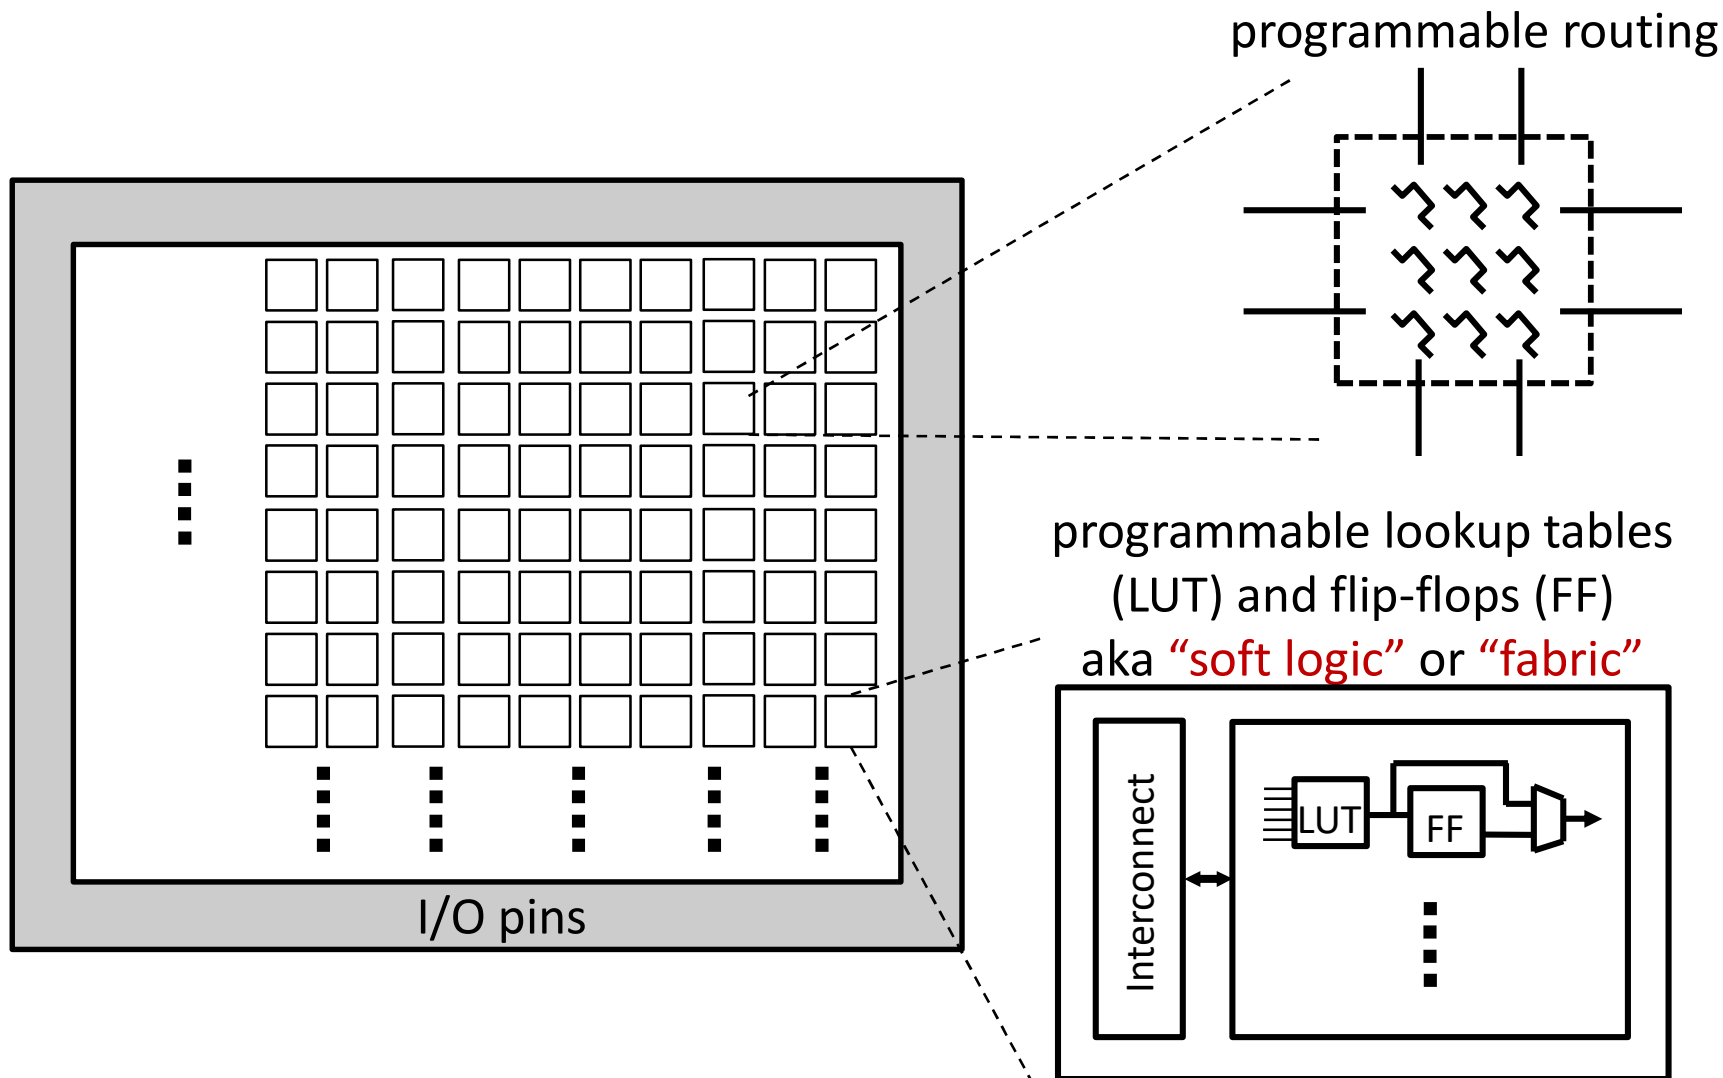 programmable routing
programmable lookup tables
(LUT) and flip-flops (FF)
aka “soft logic” or “fabric”
I/O pins
Interconnect
LUT
FF